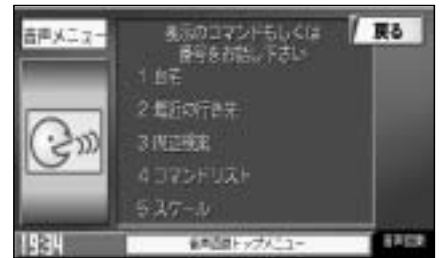 音声メニュー
表示のコマンドもしくは
番号をお話し下さい
戻る
1 自宅
2 最近の行き先
3 周辺検索
4 コマンドリスト
5 スケール
19:34
音声認識トップメニュー